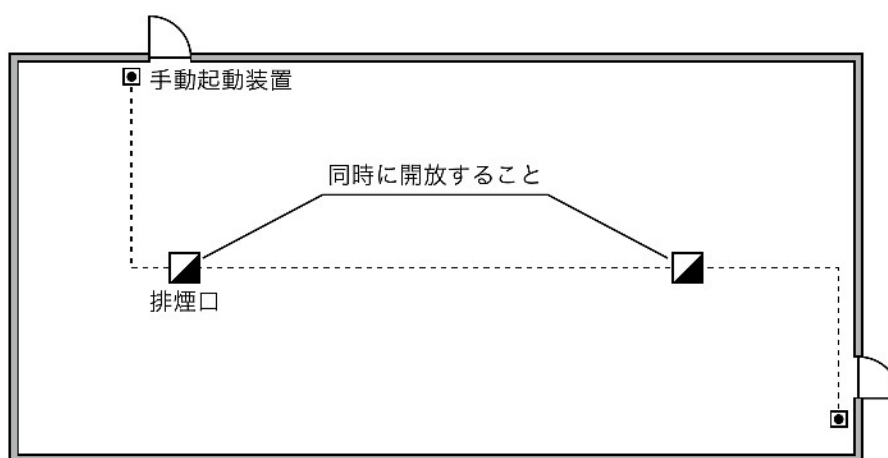 手動起動装置
同時に開放すること
排煙口